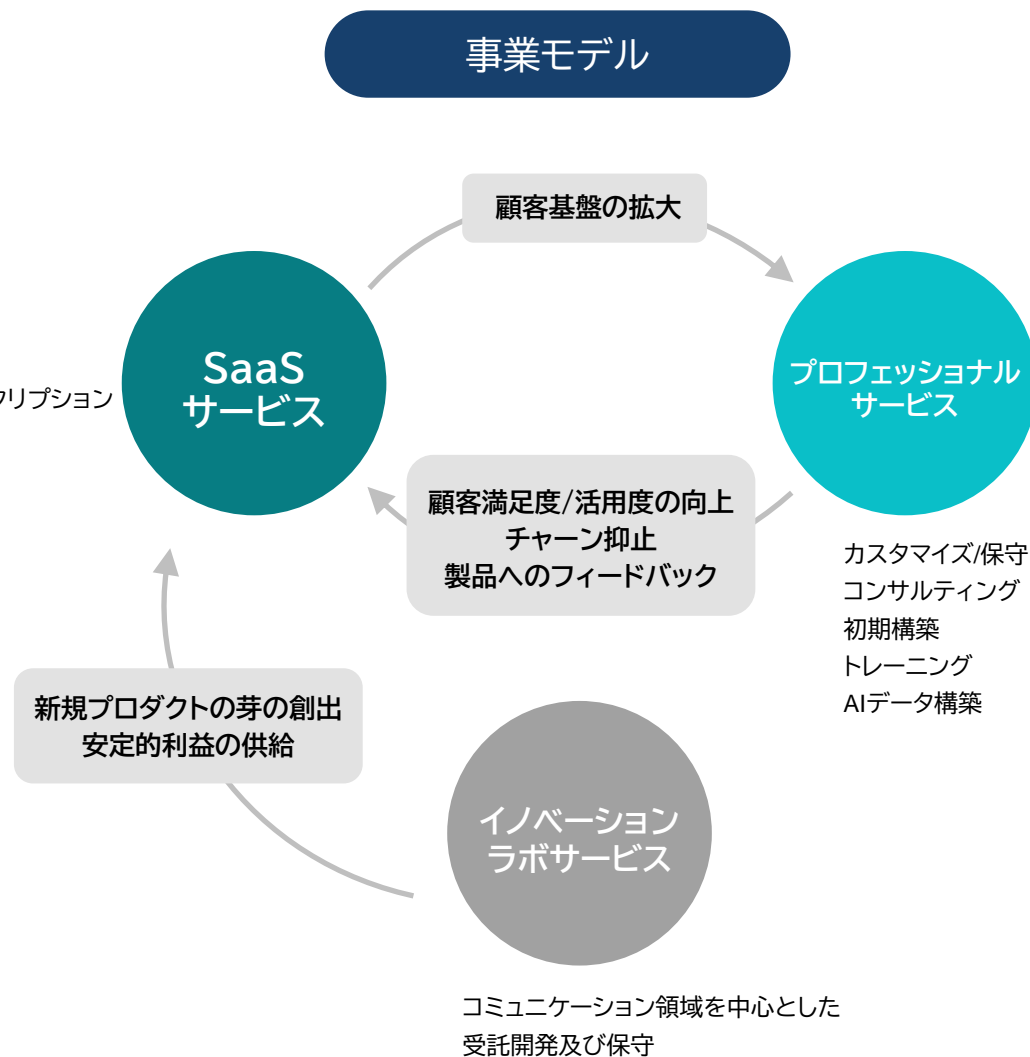 事業モデル
顧客基盤の拡大
SaaS
サービス
プロフェッショナル
サービス
クリプション
顧客満足度/活用度の向上
チャーン抑止
製品へのフィードバック
カスタマイズ/保守
コンサルティング
初期構築
トレーニング
AIデータ構築
新規プロダクトの芽の創出
安定的利益の供給
イノベーション
ラボサービス
コミュニケーション領域を中心とした
受託開発及び保守